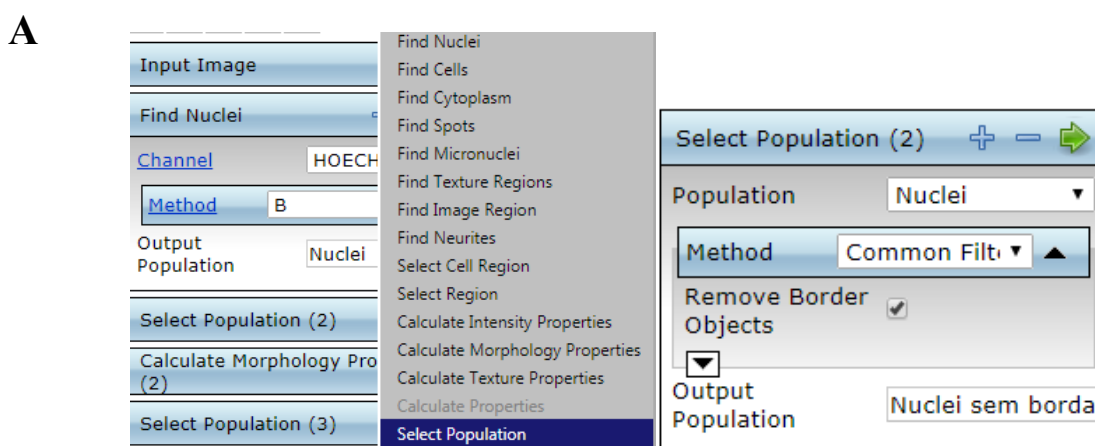 A
Input Image
Find Nuclei
Channel HOECH
Method B
Output
Population Nuclei
Select Population (2)
Calculate Morphology Pro
(2)
Select Population (3)
Find Nuclei
Find Cells
Find Cytoplasm
Find Spots
Find Micronuclei
Find Texture Regions
Find Image Region
Find Neurites
Select Cell Region
Select Region
Calculate Intensity Properties
Calculate Morphology Properties
Calculate Texture Properties
Calculate Properties
Select Population
Select Population (2)
Population Nuclei
Method Common Filt
Remove Border
Objects
Output
Population Nuclei sem borda